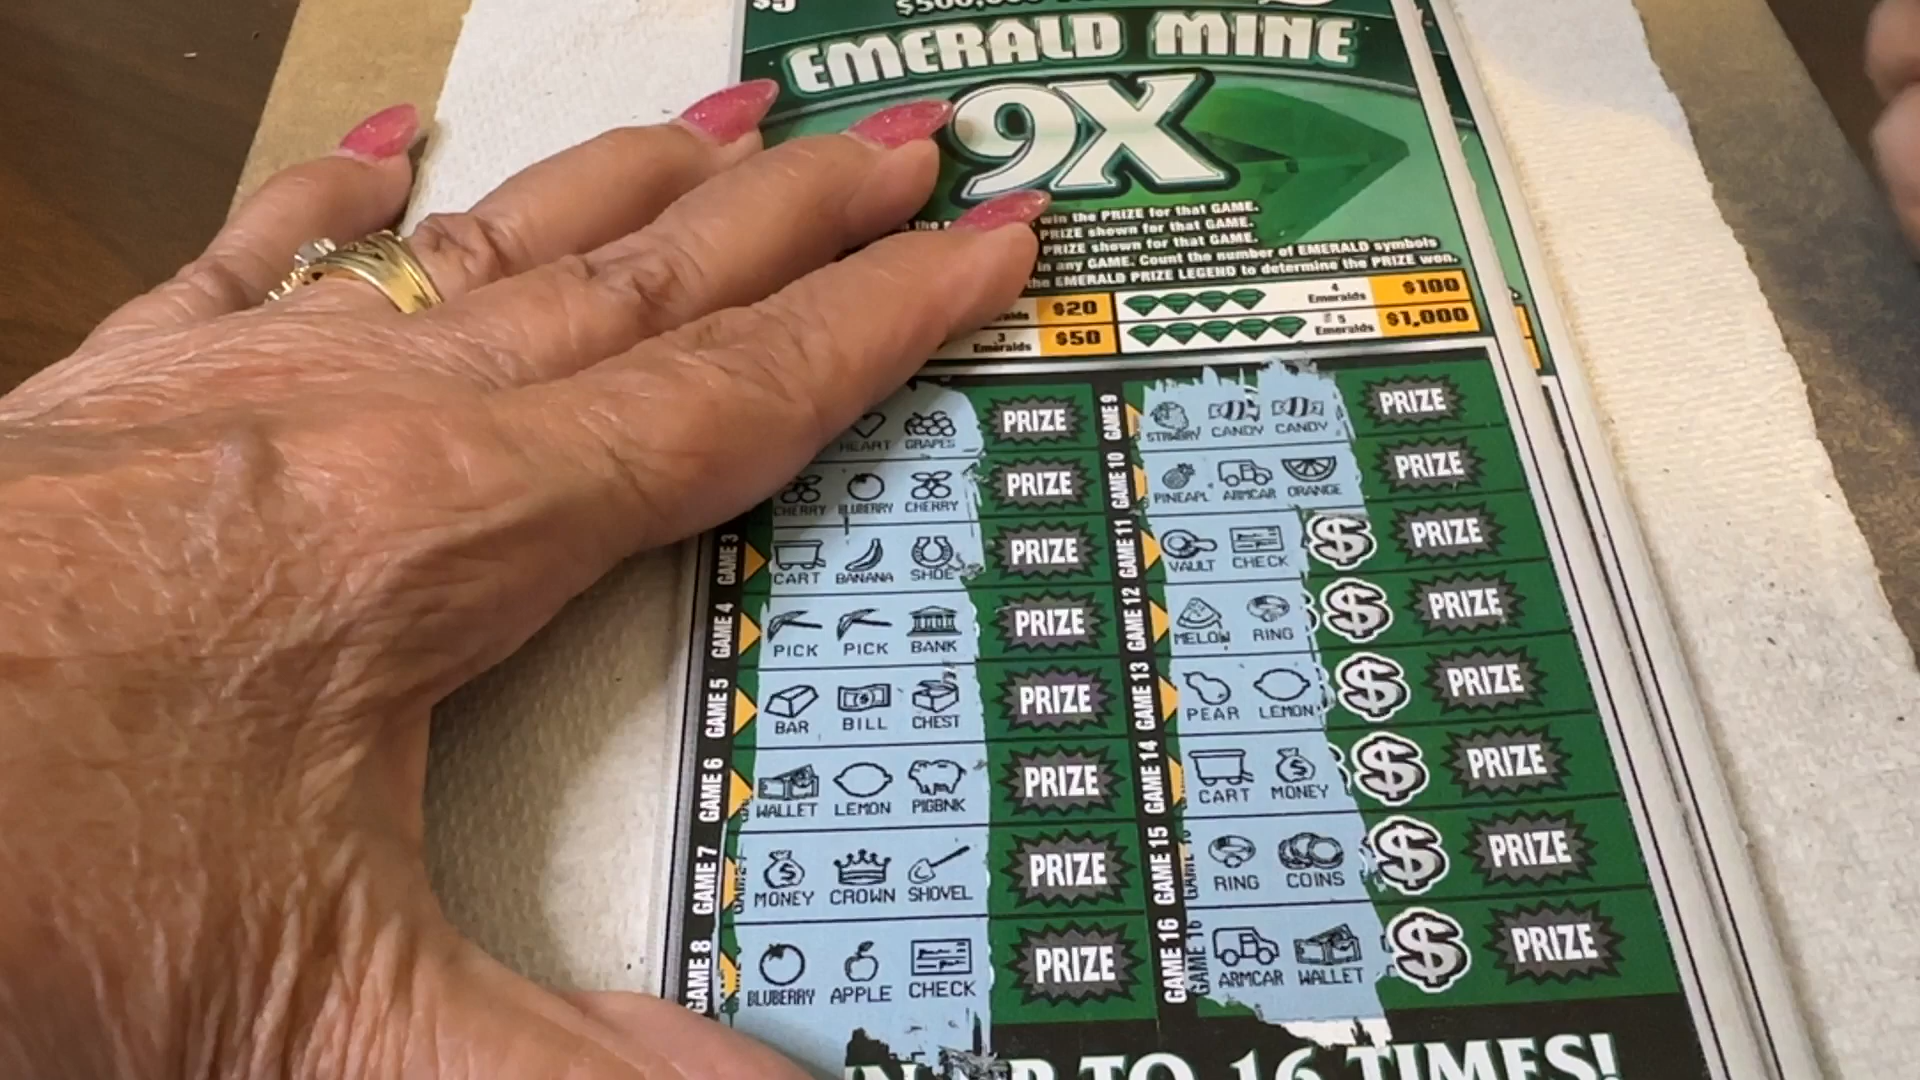 $5
$500,000
EMERALD MINE
9X
win the PRIZE for that GAME.
PRIZE shown for that GAME.
PRIZE shown for that GAME.
in any GAME. Count the number of EMERALD symbols
the EMERALD PRIZE LEGEND to determine the PRIZE won.
$20
4 Emeralds $100
3 Emeralds $50
5 Emeralds $1,000
HEART GRAPES PRIZE
CHERRY BLUBERRY CHERRY PRIZE
GAME 3 CART BANANA SHOE PRIZE
GAME 4 PICK PICK BANK PRIZE
GAME 5 BAR BILL CHEST PRIZE
GAME 6 WALLET LEMON PIGBNK PRIZE
GAME 7 MONEY CROWN SHOVEL PRIZE
GAME 8 BLUBERRY APPLE CHECK PRIZE
GAME 9 STRWBRY CANDY CANDY PRIZE
GAME 10 PINEAPL ARMCAR ORANGE PRIZE
GAME 11 VAULT CHECK $ PRIZE
GAME 12 MELON RING $ PRIZE
GAME 13 PEAR LEMON $ PRIZE
GAME 14 CART MONEY $ PRIZE
GAME 15 RING COINS $ PRIZE
GAME 16 GAME 16 ARMCAR WALLET $ PRIZE
UP TO 16 TIMES!